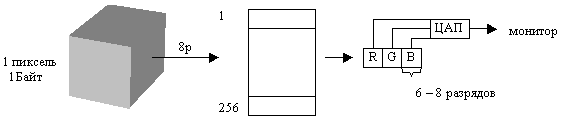 1 пиксель
1Байт
8р
1
256
R G B
ЦАП
монитор
6 – 8 разрядов